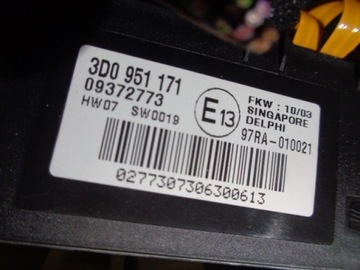 3D0 951 171
09372773
HW07 SW0019
E13
FKW : 10/03
SINGAPORE
DELPHI
97RA-010021
0277307306300613